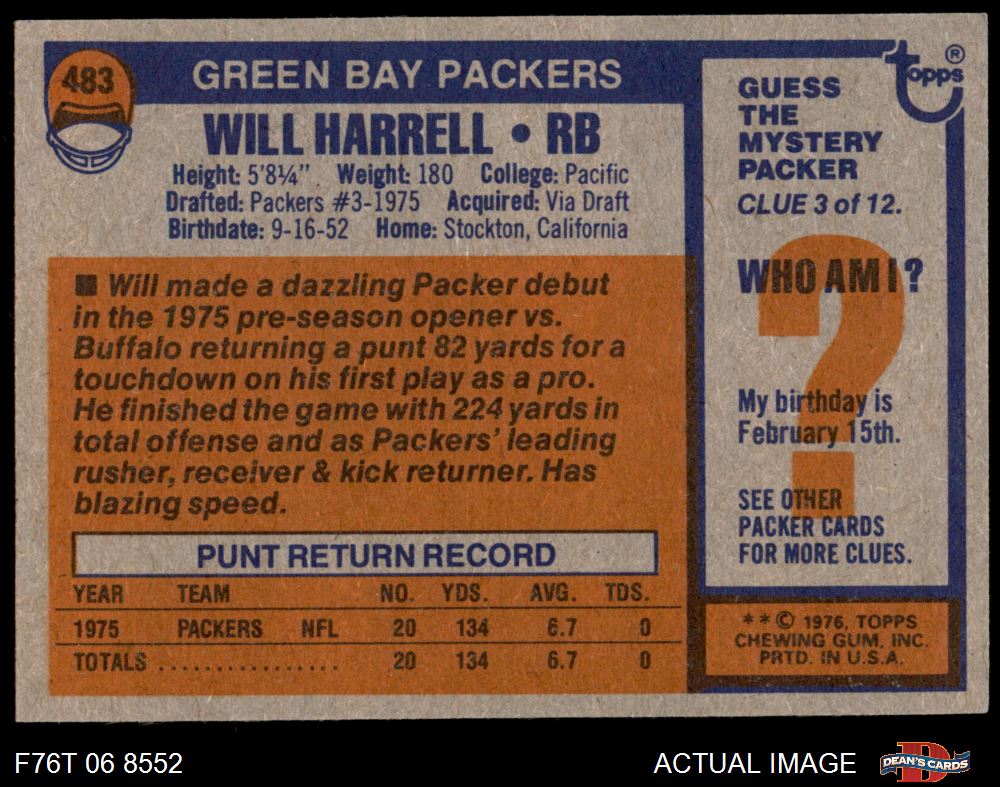 483
GREEN BAY PACKERS
WILL HARRELL • RB
Height: 5'8¼" Weight: 180 College: Pacific
Drafted: Packers #3-1975 Acquired: Via Draft
Birthdate: 9-16-52 Home: Stockton, California
■ Will made a dazzling Packer debut
in the 1975 pre-season opener vs.
Buffalo returning a punt 82 yards for a
touchdown on his first play as a pro.
He finished the game with 224 yards in
total offense and as Packers' leading
rusher, receiver & kick returner. Has
blazing speed.
PUNT RETURN RECORD
YEAR TEAM NO. YDS. AVG. TDS.
1975 PACKERS NFL 20 134 6.7 0
TOTALS ................. 20 134 6.7 0
topps ®
GUESS
THE
MYSTERY
PACKER
CLUE 3 of 12.
WHO AM I?
?
My birthday is
February 15th.
SEE OTHER
PACKER CARDS
FOR MORE CLUES.
** © 1976, TOPPS
CHEWING GUM, INC.
PRTD. IN U.S.A.
F76T 06 8552
ACTUAL IMAGE
D
DEAN'S CARDS